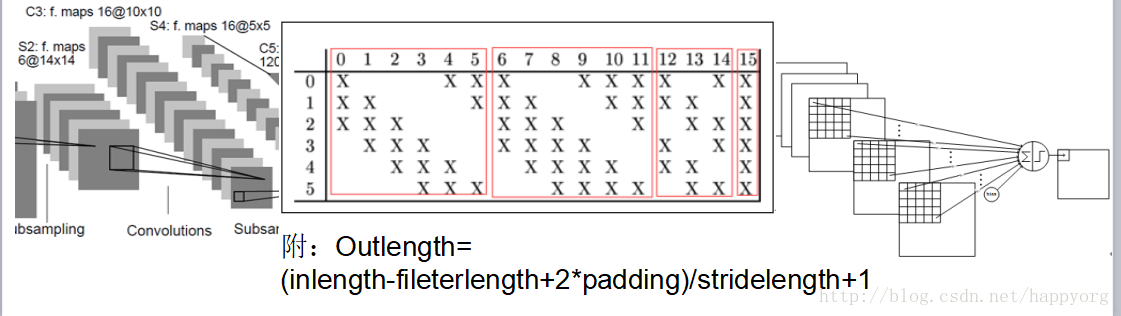 C3: f. maps 16@10x10
S4: f. maps 16@5x5
S2: f. maps
6@14x14
C5:
120
0 1 2 3 4 5 6 7 8 9 10 11 12 13 14 15
0 X X X X X X X X X X
1 X X X X X X X X X X
2 X X X X X X X X X X
3 X X X X X X X X X X
4 X X X X X X X X X X
5 X X X X X X X X X X
ubsampling
Convolutions
Subsar
附：Outlength=
(inlength-fileterlength+2*padding)/stridelength+1
http://blog.csdn.net/happyorg